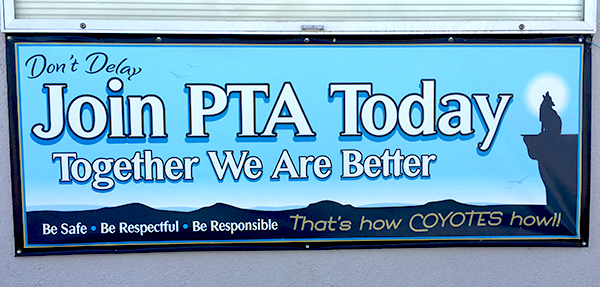 Don't Delay
Join PTA Today
Together We Are Better
Be Safe • Be Respectful • Be Responsible That's how COYOTES howl!